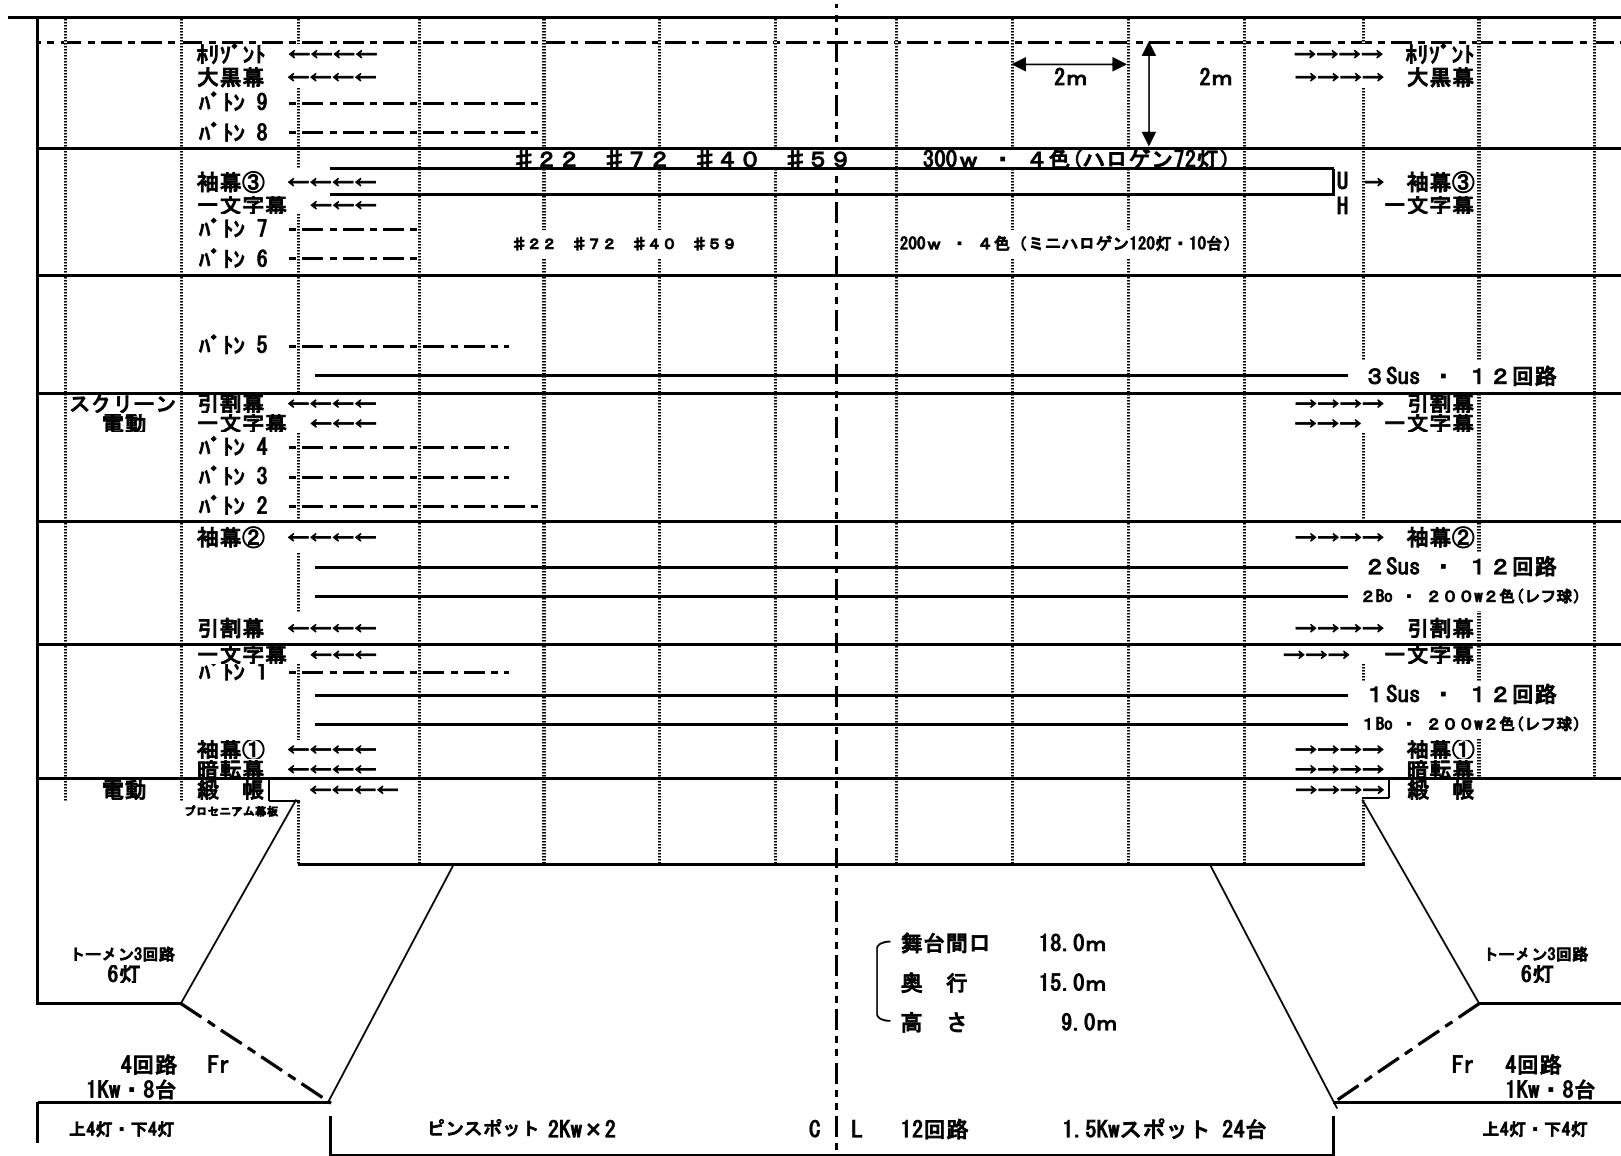 ホリゾント ←←←← →→→→ ホリゾント
大黒幕 ←←←← 2m 2m →→→→ 大黒幕
バトン 9
バトン 8
＃２２ ＃７２ ＃４０ ＃５９ 300w ・ ４色(ハロゲン72灯)
袖幕③ ←←←← U → 袖幕③
一文字幕 ←←← H 一文字幕
バトン 7
＃２２ ＃７２ ＃４０ ＃５９ 200w ・ ４色（ミニハロゲン120灯・10台）
バトン 6
バトン 5
３Sus ・ １２回路
スクリーン 引割幕 ←←←← →→→→ 引割幕
電動 一文字幕 ←←← →→→ 一文字幕
バトン 4
バトン 3
バトン 2
袖幕② ←←←← →→→→ 袖幕②
２Sus ・ １２回路
２Bo ・ ２００w２色(レフ球)
引割幕 ←←←← →→→→ 引割幕
一文字幕 ←←← →→→ 一文字幕
バトン 1
１Sus ・ １２回路
１Bo ・ ２００w２色(レフ球)
袖幕① ←←←← →→→→ 袖幕①
暗転幕 ←←←← →→→→ 暗転幕
電動 緞 帳 ←←←← →→→→ 緞 帳
プロセニアム幕板
舞台間口 18.0m
トーメン3回路 トーメン3回路
6灯 6灯
奥 行 15.0m
高 さ 9.0m
4回路 Fr Fr 4回路
1Kw・8台 1Kw・8台
上4灯・下4灯 ピンスポット 2Kw×2 C L 12回路 1.5Kwスポット 24台 上4灯・下4灯